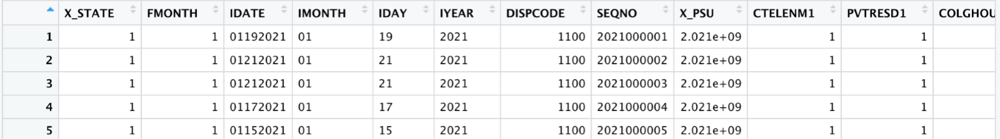 X_STATE FMONTH IDATE IMONTH IDAY IYEAR DISPCODE SEQNO X_PSU CTELENM1 PVTRESD1 COLGHOU
1 1 1 01192021 01 19 2021 1100 2021000001 2.021e+09 1 1
2 1 1 01212021 01 21 2021 1100 2021000002 2.021e+09 1 1
3 1 1 01212021 01 21 2021 1100 2021000003 2.021e+09 1 1
4 1 1 01172021 01 17 2021 1100 2021000004 2.021e+09 1 1
5 1 1 01152021 01 15 2021 1100 2021000005 2.021e+09 1 1